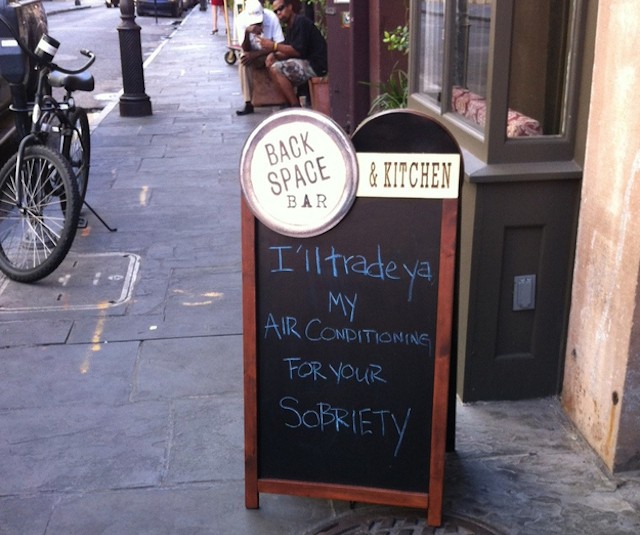 BACK
SPACE
BAR
& KITCHEN
I'll trade ya
MY
AIR CONDITIONING
FOR YOUR
SOBRIETY